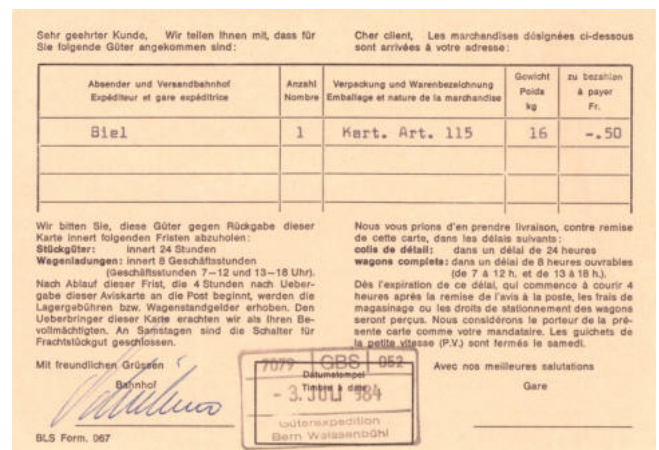 Sehr geehrter Kunde, Wir teilen Ihnen mit, dass für
Sie folgende Güter angekommen sind:
Cher client, Les marchandises désignées ci-dessous
sont arrivées à votre adresse:
Absender und Versandbahnhof
Expéditeur et gare expéditrice
Anzahl
Nombre
Verpackung und Warenbezeichnung
Emballage et nature de la marchandise
Gewicht
Poids
kg
zu bezahlen
à payer
Fr.
Biel 1 Kart. Art. 115 16 -.50
Wir bitten Sie, diese Güter gegen Rückgabe dieser
Karte innert folgenden Fristen abzuholen:
Stückgüter: innert 24 Stunden
Wagenladungen: innert 8 Geschäftsstunden
(Geschäftsstunden 7—12 und 13—18 Uhr).
Nach Ablauf dieser Frist, die 4 Stunden nach Ueber-
gabe dieser Aviskarte an die Post beginnt, werden die
Lagergebühren bzw. Wagenstandgelder erhoben. Den
Ueberbringer dieser Karte erachten wir als Ihren Be-
vollmächtigten. An Samstagen sind die Schalter für
Frachtstückgut geschlossen.
Mit freundlichen Grüssen
Bahnhof
BLS Form. 067
Nous vous prions d'en prendre livraison, contre remise
de cette carte, dans les délais suivants:
colis de détail: dans un délai de 24 heures
wagons complets: dans un délai de 8 heures ouvrables
(de 7 à 12 h. et de 13 à 18 h.).
Dès l'expiration de ce délai, qui commence à courir 4
heures après la remise de l'avis à la poste, les frais de
magasinage ou les droits de stationnement des wagons
seront perçus. Nous considérons le porteur de la pré-
sente carte comme votre mandataire. Les guichets de
la petite vitesse (P.V.) sont fermés le samedi.
Avec nos meilleures salutations
Gare
7079 GBS 052
Datumstempel
Timbre à date
- 3. JULI 984
Güterexpedition
Bern Weissenbühl